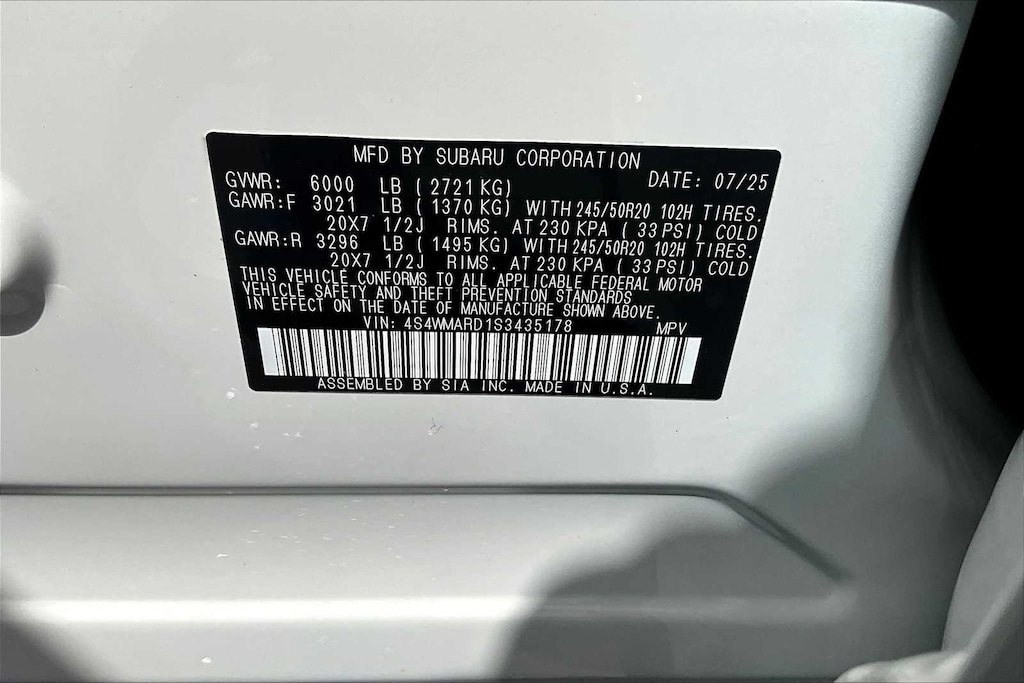 MFD BY SUBARU CORPORATION
GVWR: 6000 LB ( 2721 KG) DATE: 07/25
GAWR:F 3021 LB ( 1370 KG) WITH 245/50R20 102H TIRES.
20X7 1/2J RIMS. AT 230 KPA ( 33 PSI) COLD
GAWR:R 3296 LB ( 1495 KG) WITH 245/50R20 102H TIRES.
20X7 1/2J RIMS. AT 230 KPA ( 33 PSI) COLD
THIS VEHICLE CONFORMS TO ALL APPLICABLE FEDERAL MOTOR
VEHICLE SAFETY AND THEFT PREVENTION STANDARDS
IN EFFECT ON THE DATE OF MANUFACTURE SHOWN ABOVE.
VIN: 4S4WMARD1S3435178 MPV
ASSEMBLED BY SIA INC. MADE IN U.S.A.